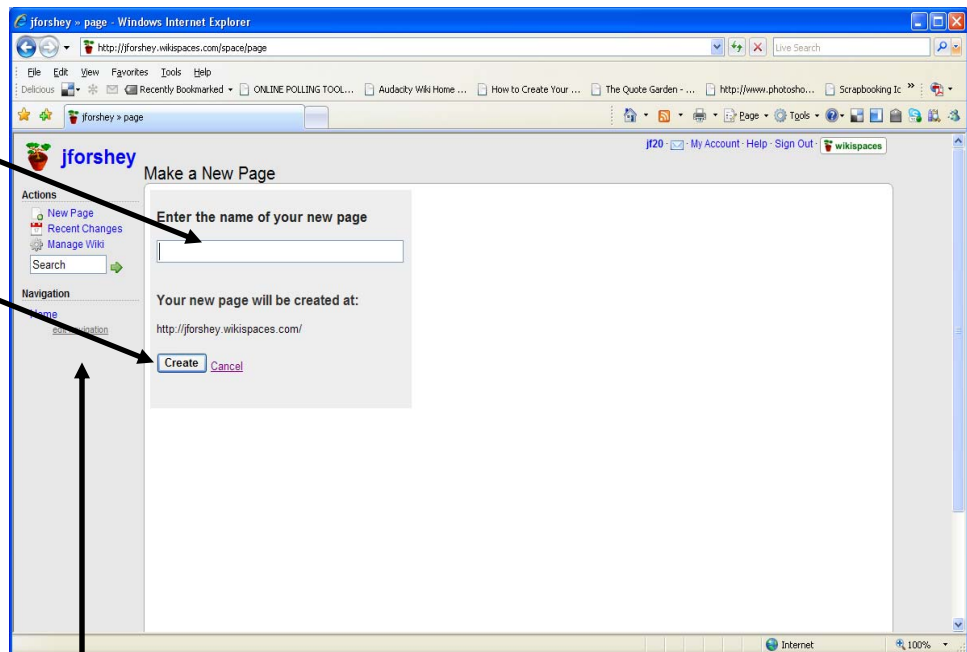 jforshey » page - Windows Internet Explorer
http://jforshey.wikispaces.com/space/page
Live Search
File Edit View Favorites Tools Help
Delicious Recently Bookmarked ONLINE POLLING TOOL... Audacity Wiki Home ... How to Create Your ... The Quote Garden - ... http://www.photosho... Scrapbooking Ic »
jforshey » page
Page Tools
jforshey
jf20 · My Account · Help · Sign Out · wikispaces
Make a New Page
Actions
New Page
Recent Changes
Manage Wiki
Search
Navigation
Home
edit navigation
Enter the name of your new page
Your new page will be created at:
http://jforshey.wikispaces.com/
Create Cancel
Internet 100%